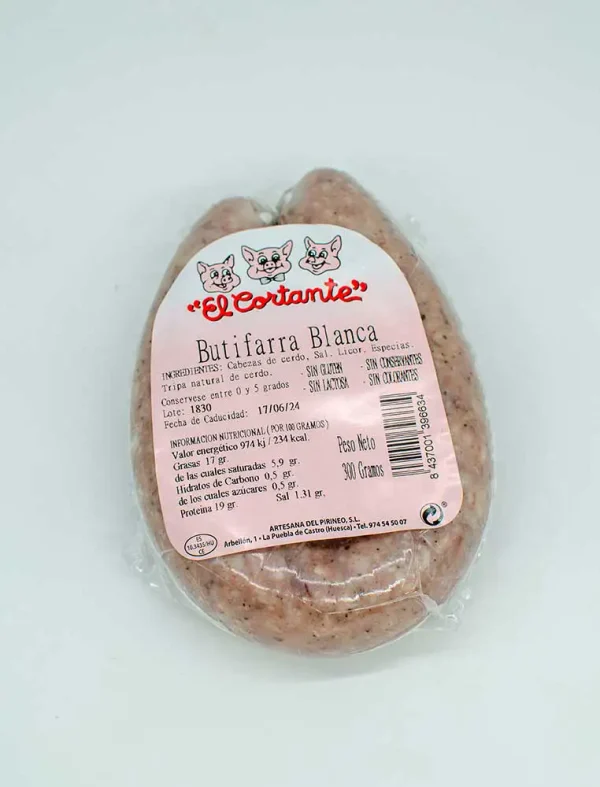 "El Cortante"
Butifarra Blanca
INGREDIENTES: Cabezas de cerdo, Sal, Licor, Especias.
Tripa natural de cerdo.
Conservese entre 0 y 5 grados
· SIN GLUTEN · SIN CONSERVANTES
· SIN LACTOSA · SIN COLORANTES
Lote: 1830
Fecha de Caducidad: 17/06/24
INFORMACION NUTRICIONAL (POR 100 GRAMOS)
Valor energético 974 kj / 234 kcal.
Grasas 17 gr.
de las cuales saturadas 5,9 gr.
Hidratos de Carbono 0,5 gr.
de los cuales azúcares 0,5 gr.
Proteina 19 gr. Sal 1.31 gr.
Peso Neto
300 Gramos
8 437001 396634
ARTESANA DEL PIRINEO, S.L.
Arbellón, 1 · La Puebla de Castro (Huesca) · Tel. 974 54 50 07
ES
CE
®